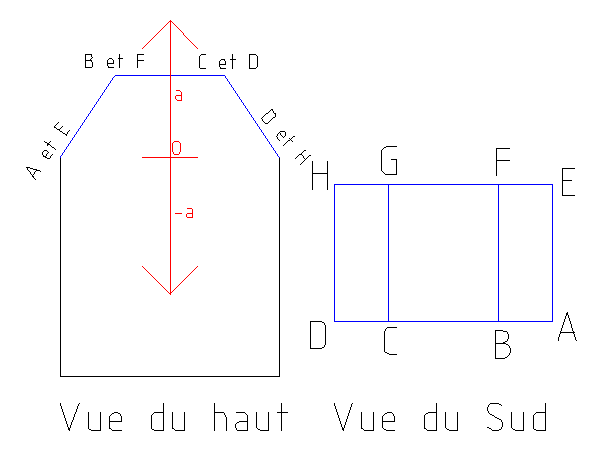 B et F
C et D
a
A et E
D et H
0
-a
Vue du haut
H
G
F
E
D
C
B
A
Vue du Sud